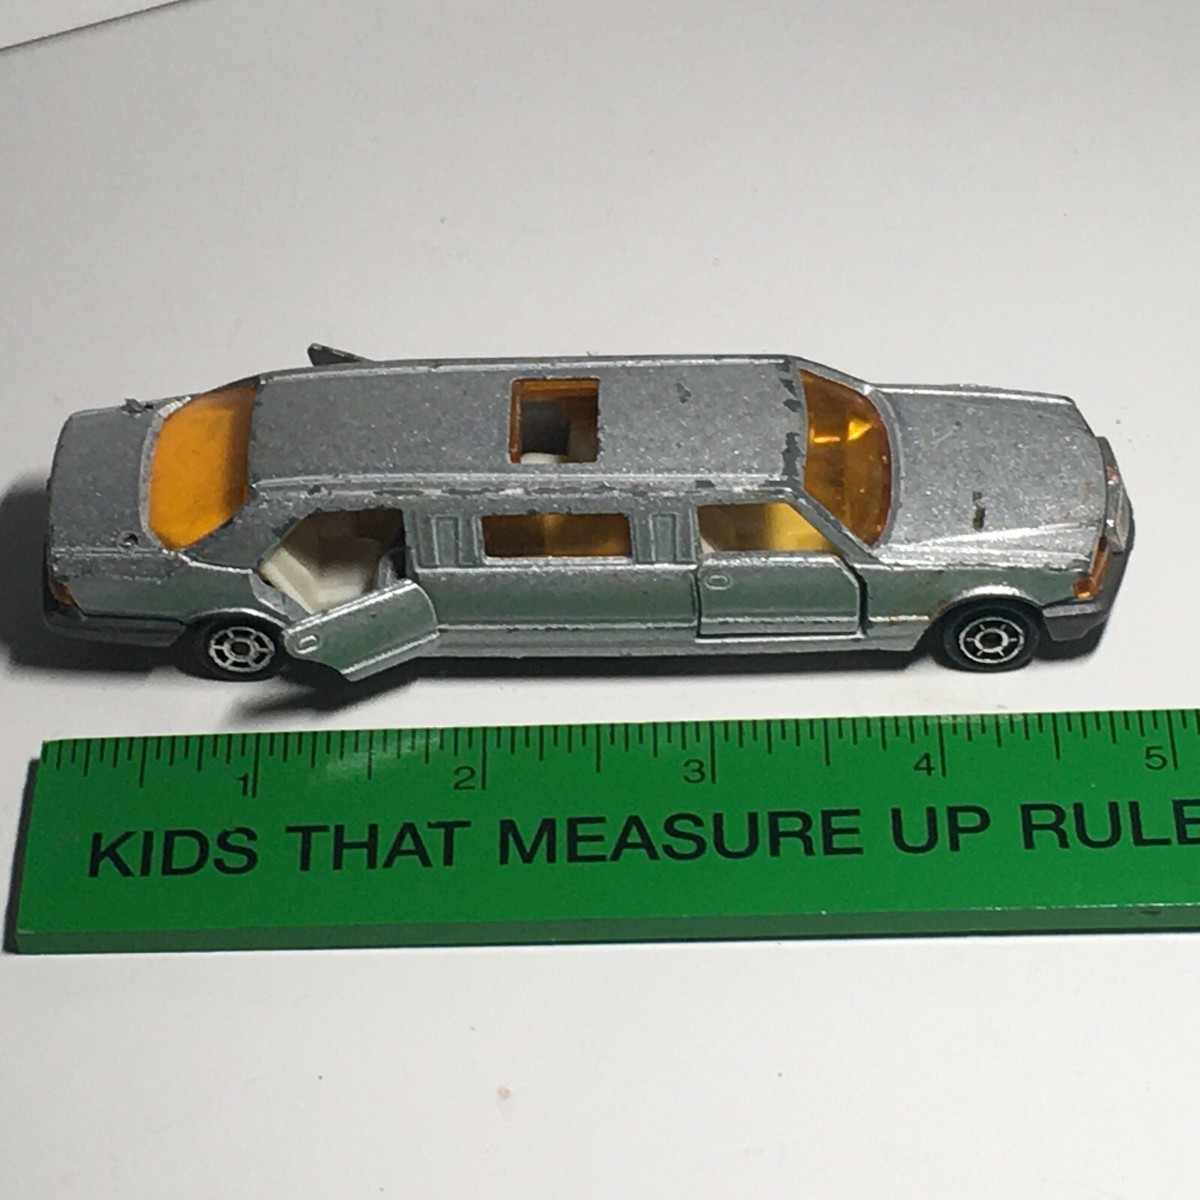 1 2 3 4 5
KIDS THAT MEASURE UP RULE